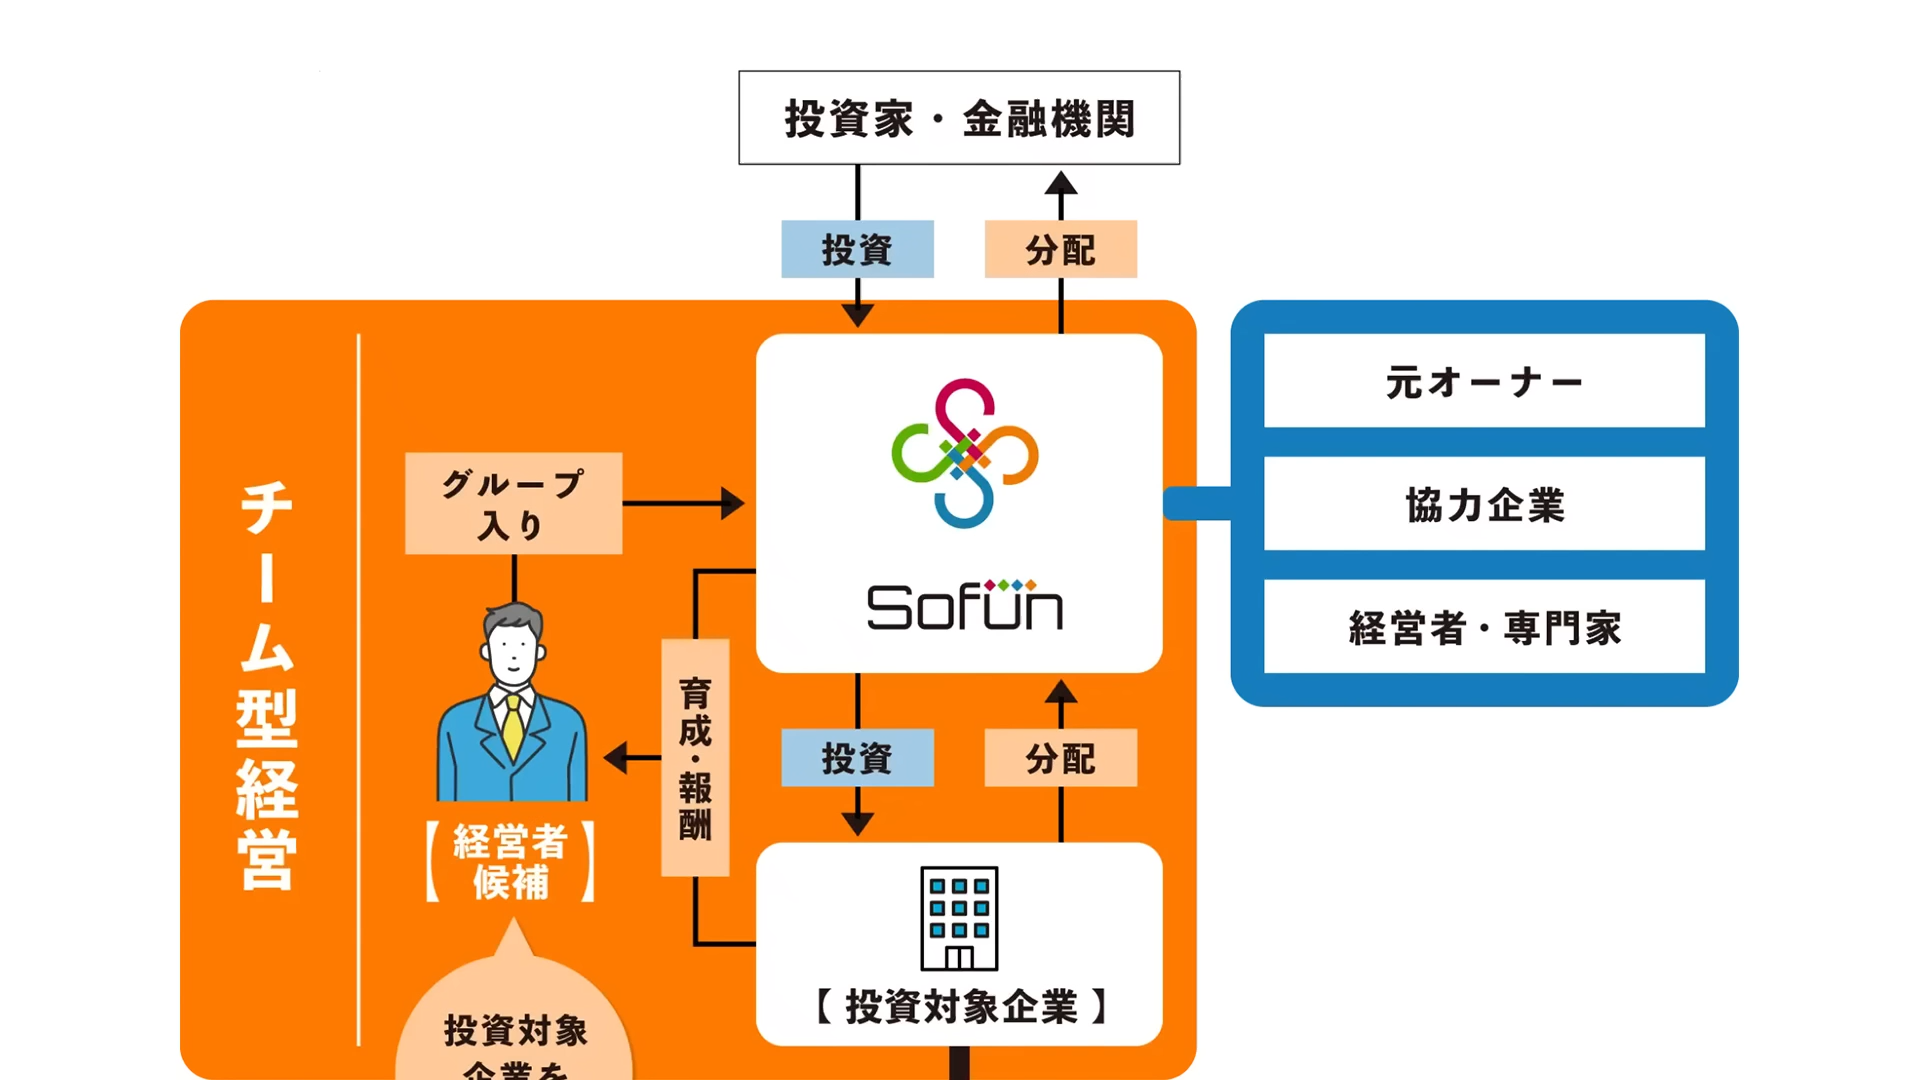 投資家・金融機関
投資
分配
チーム型経営
グループ
入り
Sofun
元オーナー
協力企業
経営者・専門家
育成・報酬
投資
分配
【経営者
候補】
【投資対象企業】
投資対象
企業を